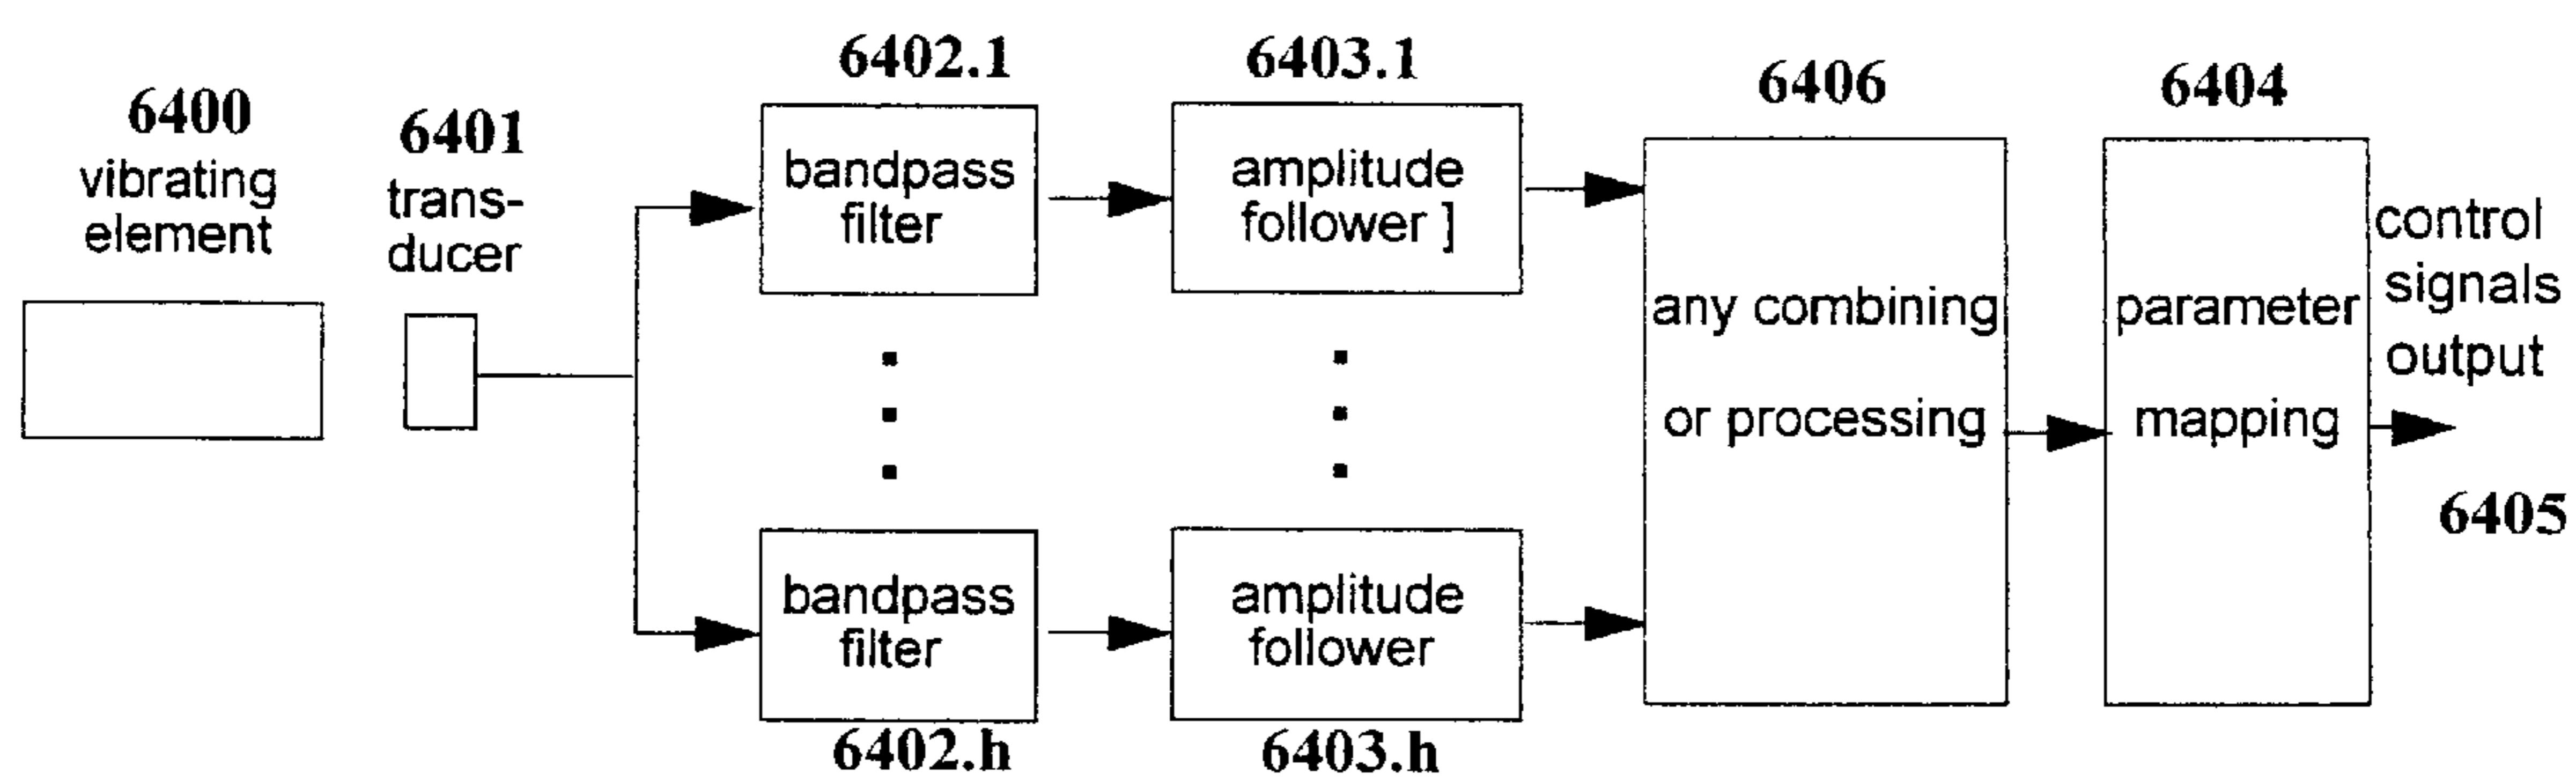 6400
vibrating
element
6401
trans-
ducer
6402.1
bandpass
filter
6403.1
amplitude
follower ]
bandpass
filter
6402.h
amplitude
follower
6403.h
6406
any combining
or processing
6404
parameter
mapping
control
signals
output
6405